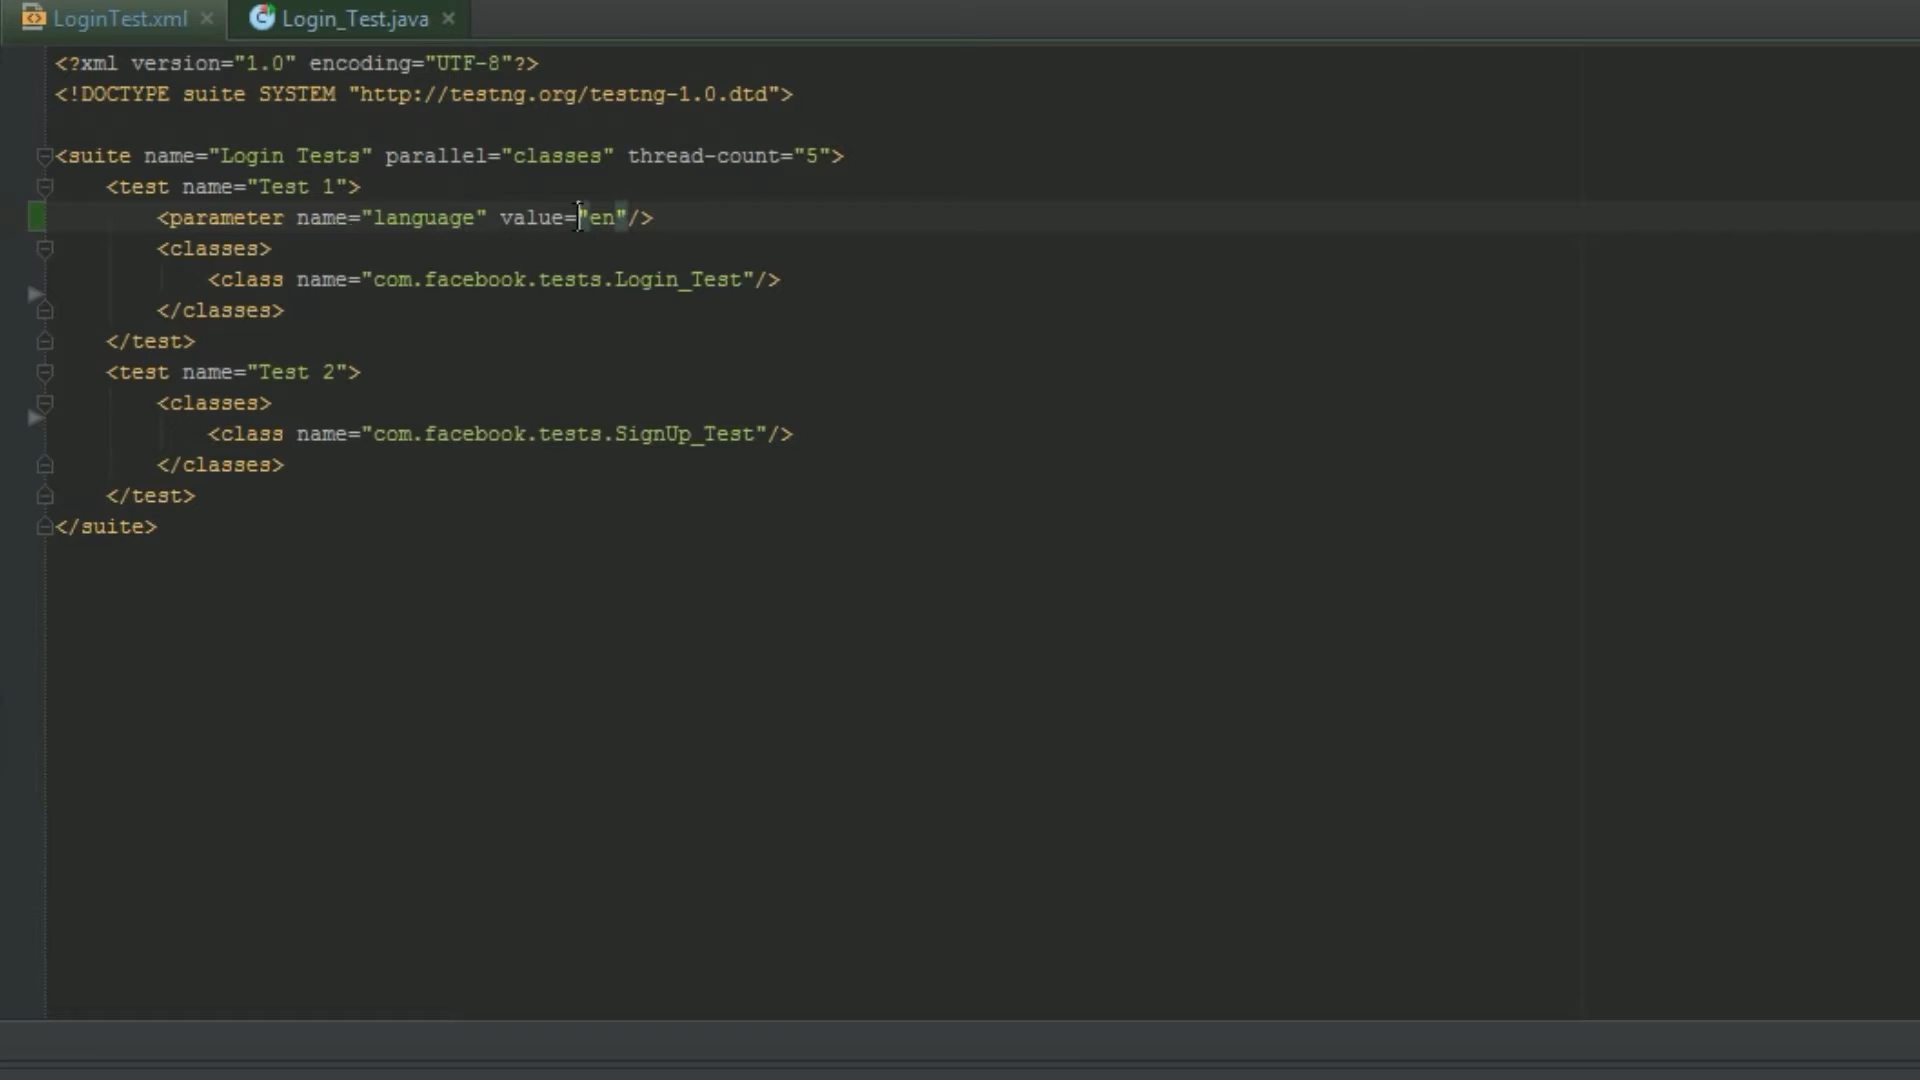 LoginTest.xml Login_Test.java
<?xml version="1.0" encoding="UTF-8"?>
<!DOCTYPE suite SYSTEM "http://testng.org/testng-1.0.dtd">
<suite name="Login Tests" parallel="classes" thread-count="5">
<test name="Test 1">
<parameter name="language" value="en"/>
<classes>
<class name="com.facebook.tests.Login_Test"/>
</classes>
</test>
<test name="Test 2">
<classes>
<class name="com.facebook.tests.SignUp_Test"/>
</classes>
</test>
</suite>